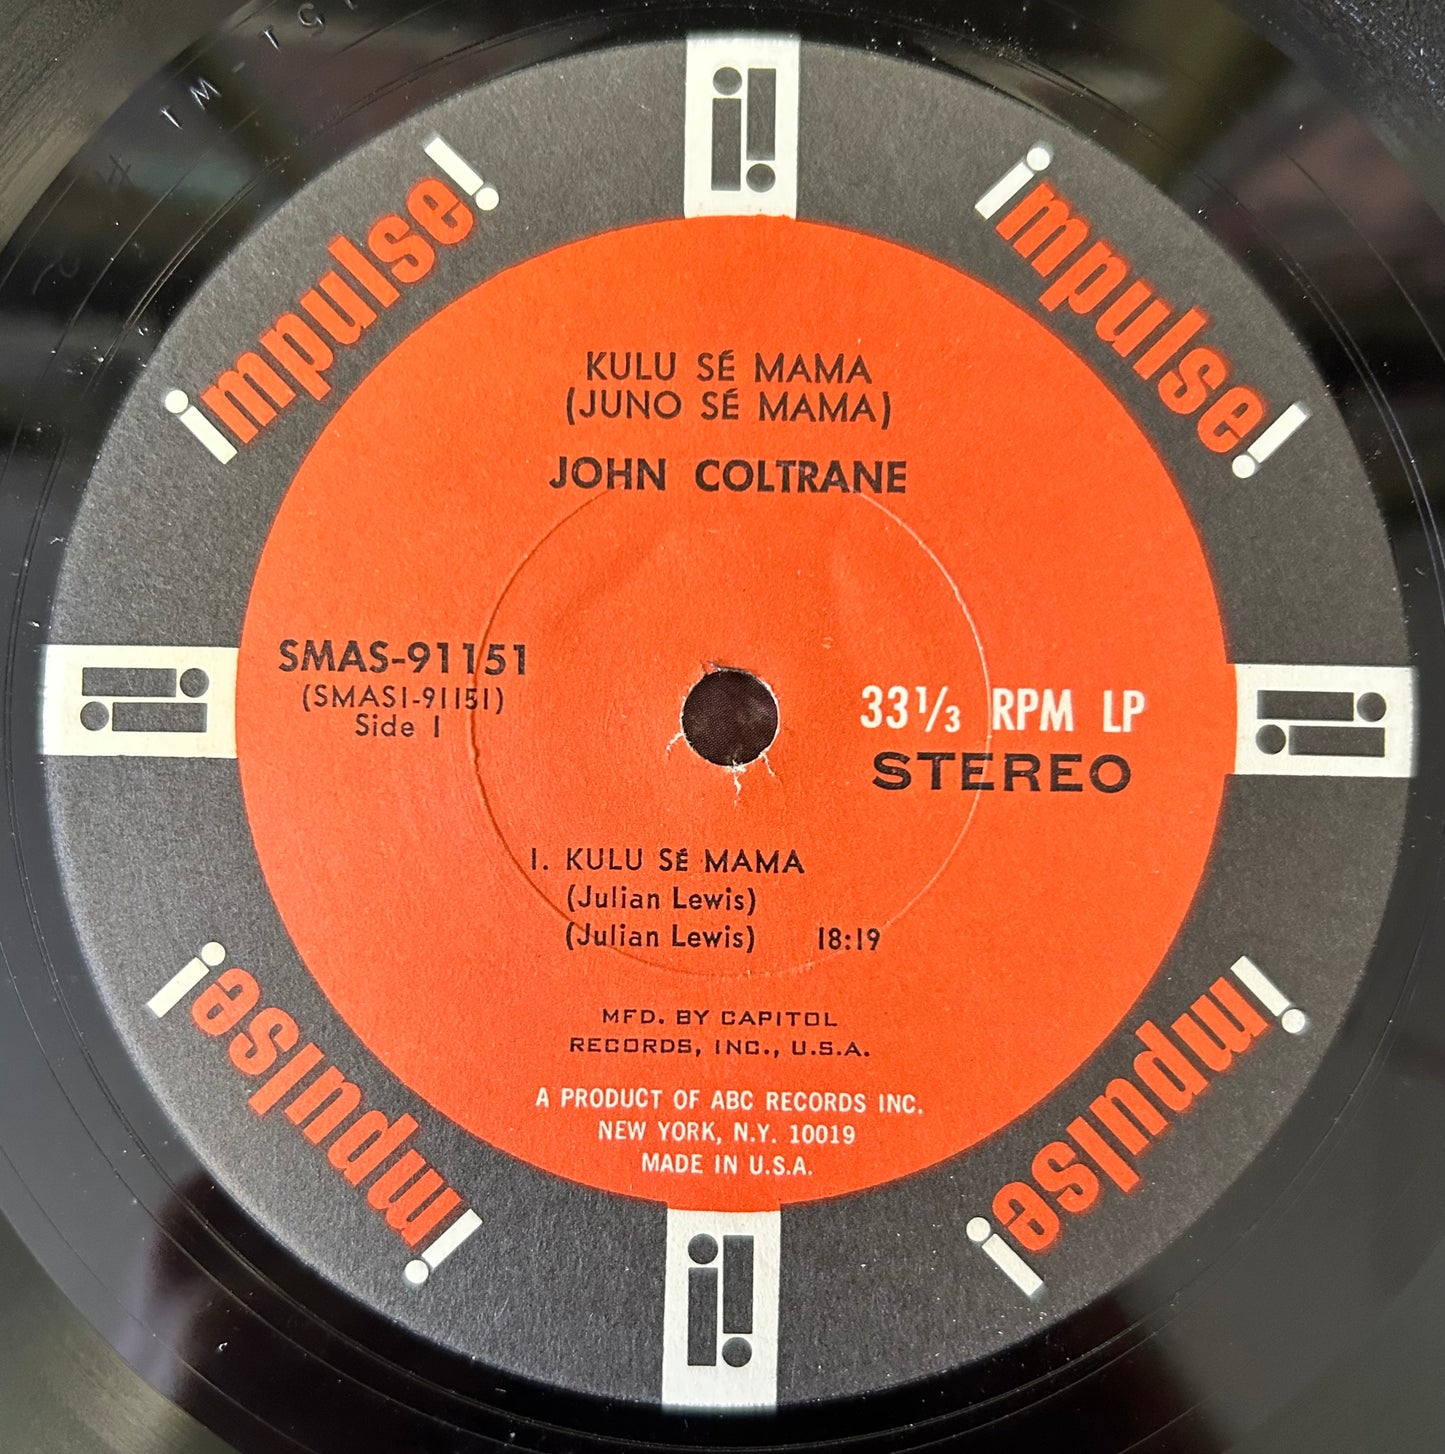 impulse!
impulse!
KULU SÉ MAMA
(JUNO SÉ MAMA)
JOHN COLTRANE
SMAS-91151
(SMAS1-91151)
Side 1
33⅓ RPM LP
STEREO
1. KULU SÉ MAMA
(Julian Lewis)
(Julian Lewis) 18:19
MFD. BY CAPITOL
RECORDS, INC., U.S.A.
A PRODUCT OF ABC RECORDS INC.
NEW YORK, N.Y. 10019
MADE IN U.S.A.
impulse!
impulse!